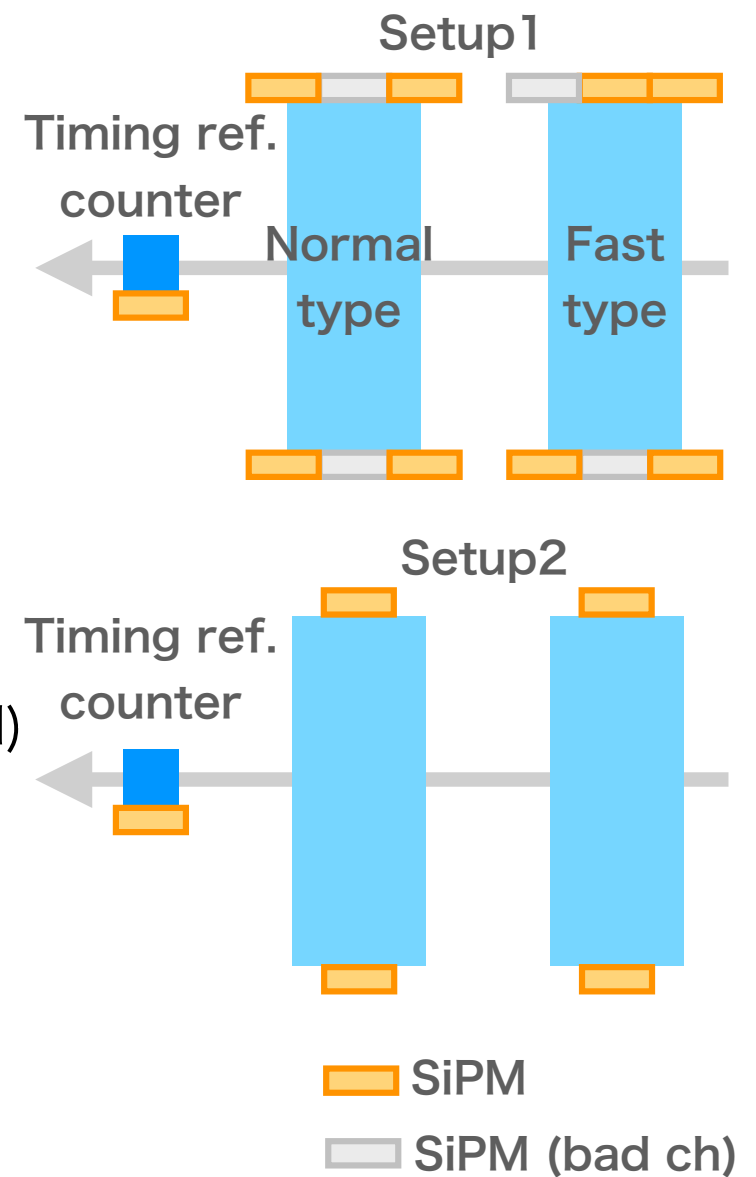 Setup1
Timing ref.
counter
Normal
type
Fast
type
Setup2
Timing ref.
counter
)
SiPM
SiPM (bad ch)